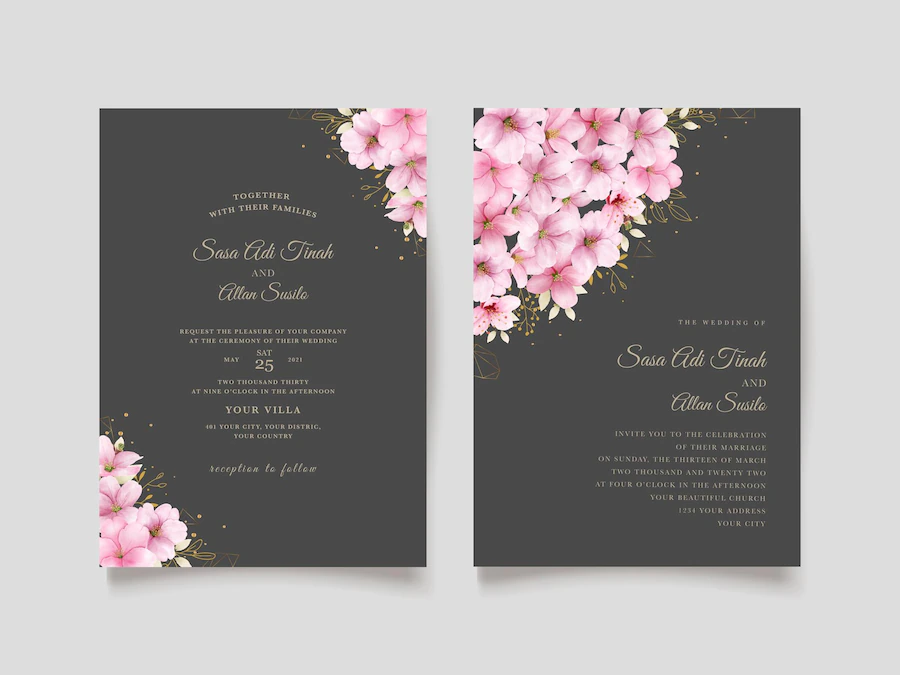 TOGETHER
WITH THEIR FAMILIES
Sasa Adi Tinah
AND
Allan Susilo
REQUEST THE PLEASURE OF YOUR COMPANY
AT THE CEREMONY OF THEIR WEDDING
SAT
MAY 25 2021
TWO THOUSAND THIRTY
AT NINE O'CLOCK IN THE AFTERNOON
YOUR VILLA
401 YOUR CITY, YOUR DISTRIC,
YOUR COUNTRY
reception to follow
THE WEDDING OF
Sasa Adi Tinah
AND
Allan Susilo
INVITE YOU TO THE CELEBRATION
OF THEIR MARRIAGE
ON SUNDAY, THE THIRTEEN OF MARCH
TWO THOUSAND AND TWENTY TWO
AT FOUR O'CLOCK IN THE AFTERNOON
YOUR BEAUTIFUL CHURCH
1234 YOUR ADDRESS
YOUR CITY